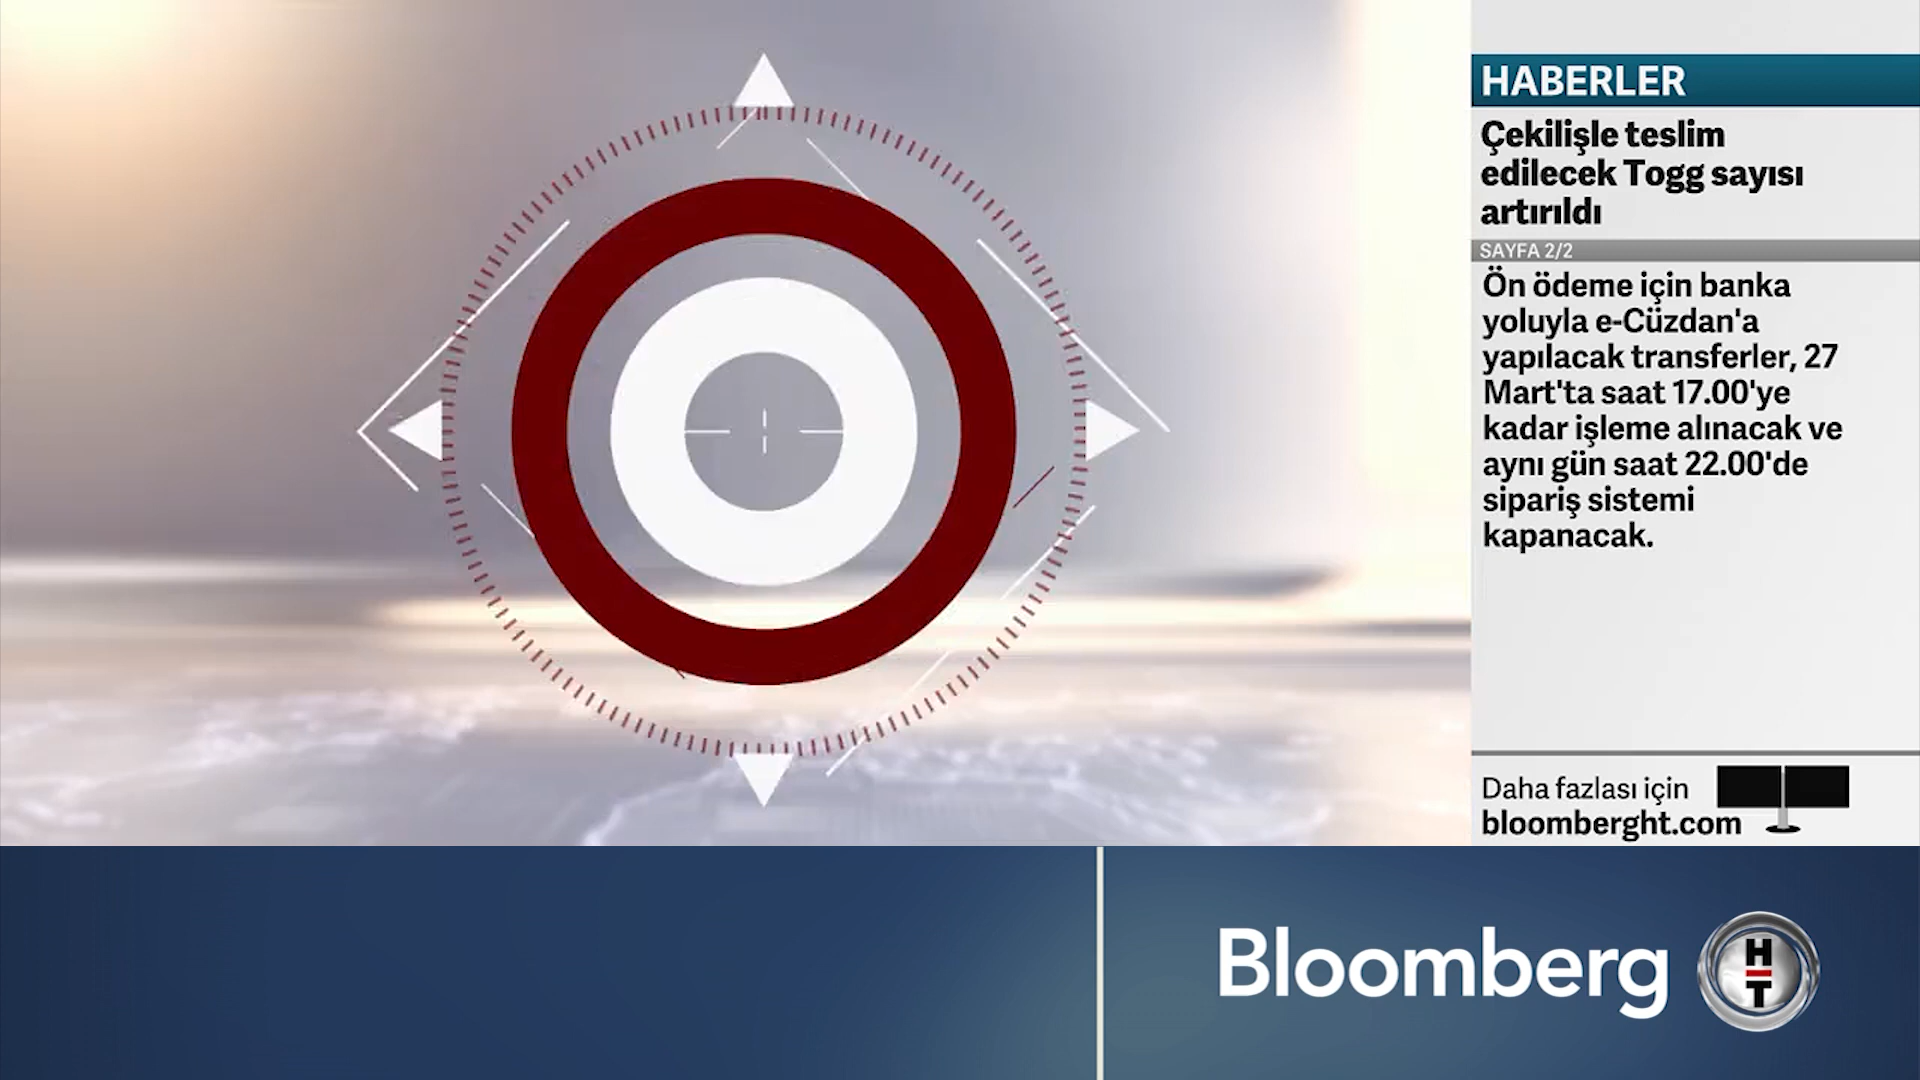 HABERLER
Çekilişle teslim
edilecek Togg sayısı
artırıldı
SAYFA 2/2
Ön ödeme için banka
yoluyla e-Cüzdan'a
yapılacak transferler, 27
Mart'ta saat 17.00'ye
kadar işleme alınacak ve
aynı gün saat 22.00'de
sipariş sistemi
kapanacak.
Daha fazlası için
bloomberght.com
Bloomberg
H
T